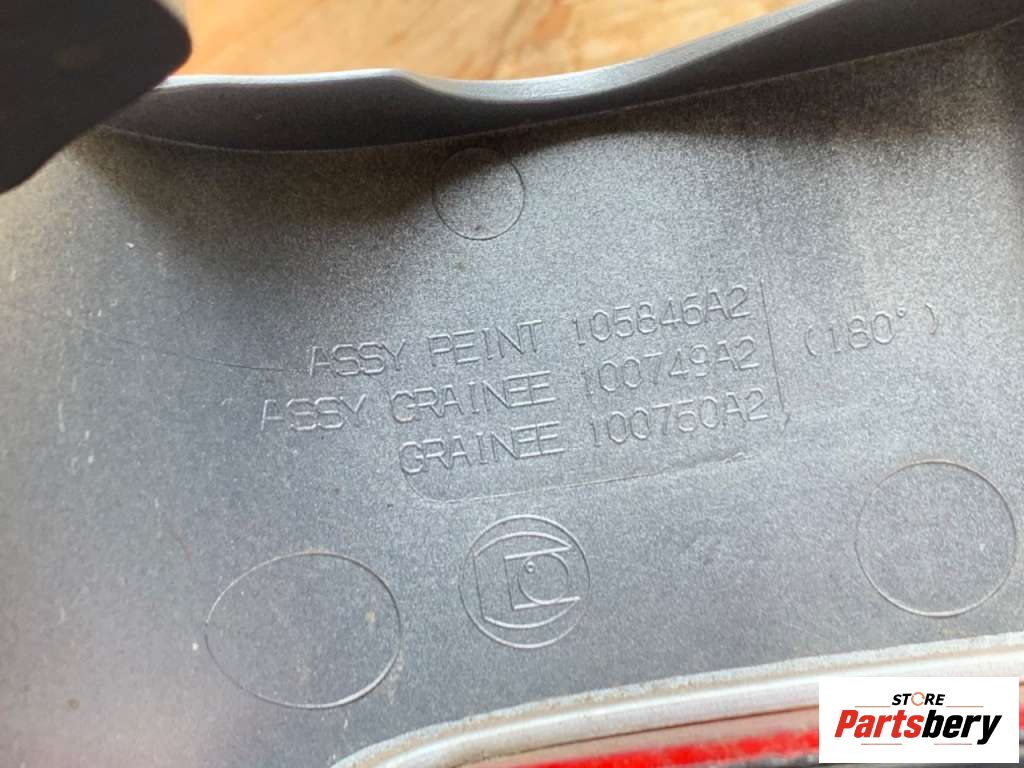 ASSY PEINT 105846A2
ASSY GRAINEE 100749A2 (180°)
GRAINEE 100750A2
STORE
Partsbery